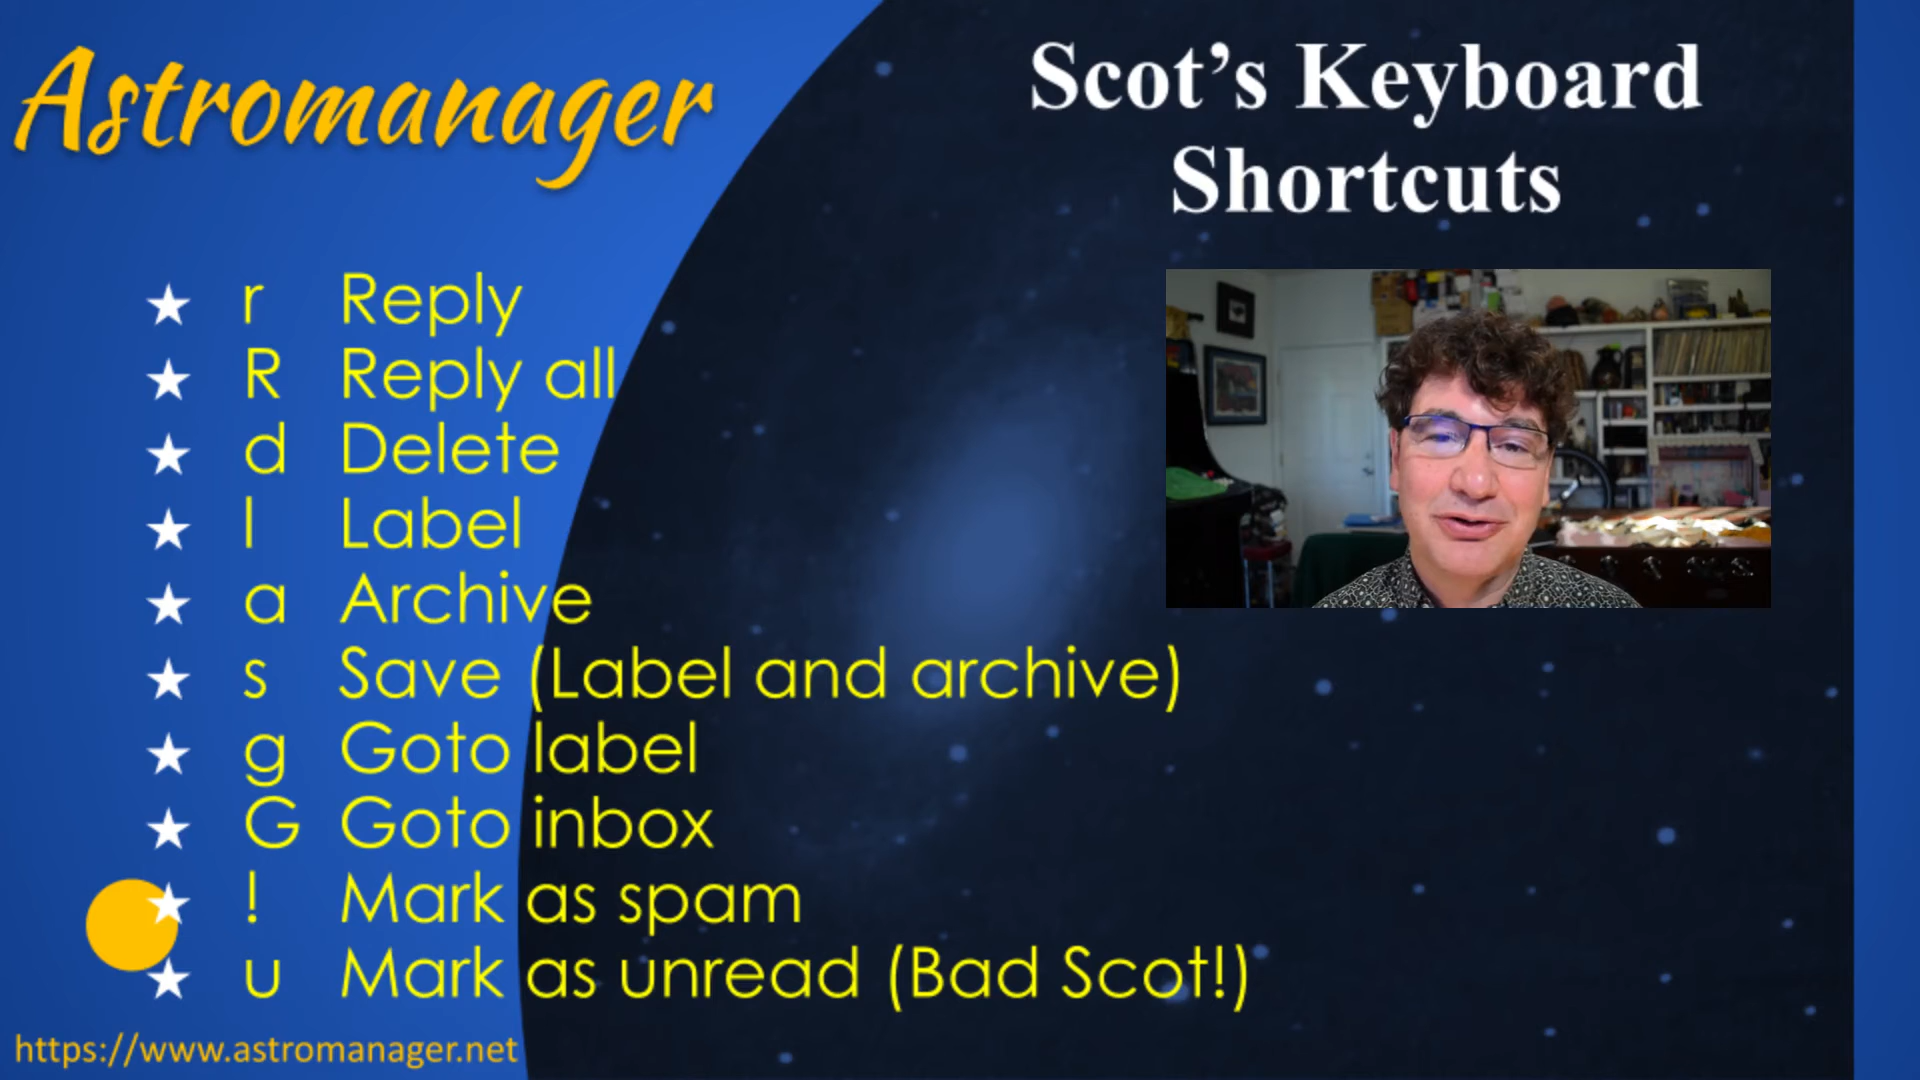 Astromanager
Scot's Keyboard
Shortcuts
★ r Reply
★ R Reply all
★ d Delete
★ l Label
★ a Archive
★ s Save (Label and archive)
★ g Goto label
★ G Goto inbox
★ ! Mark as spam
★ u Mark as unread (Bad Scot!)
https://www.astromanager.net